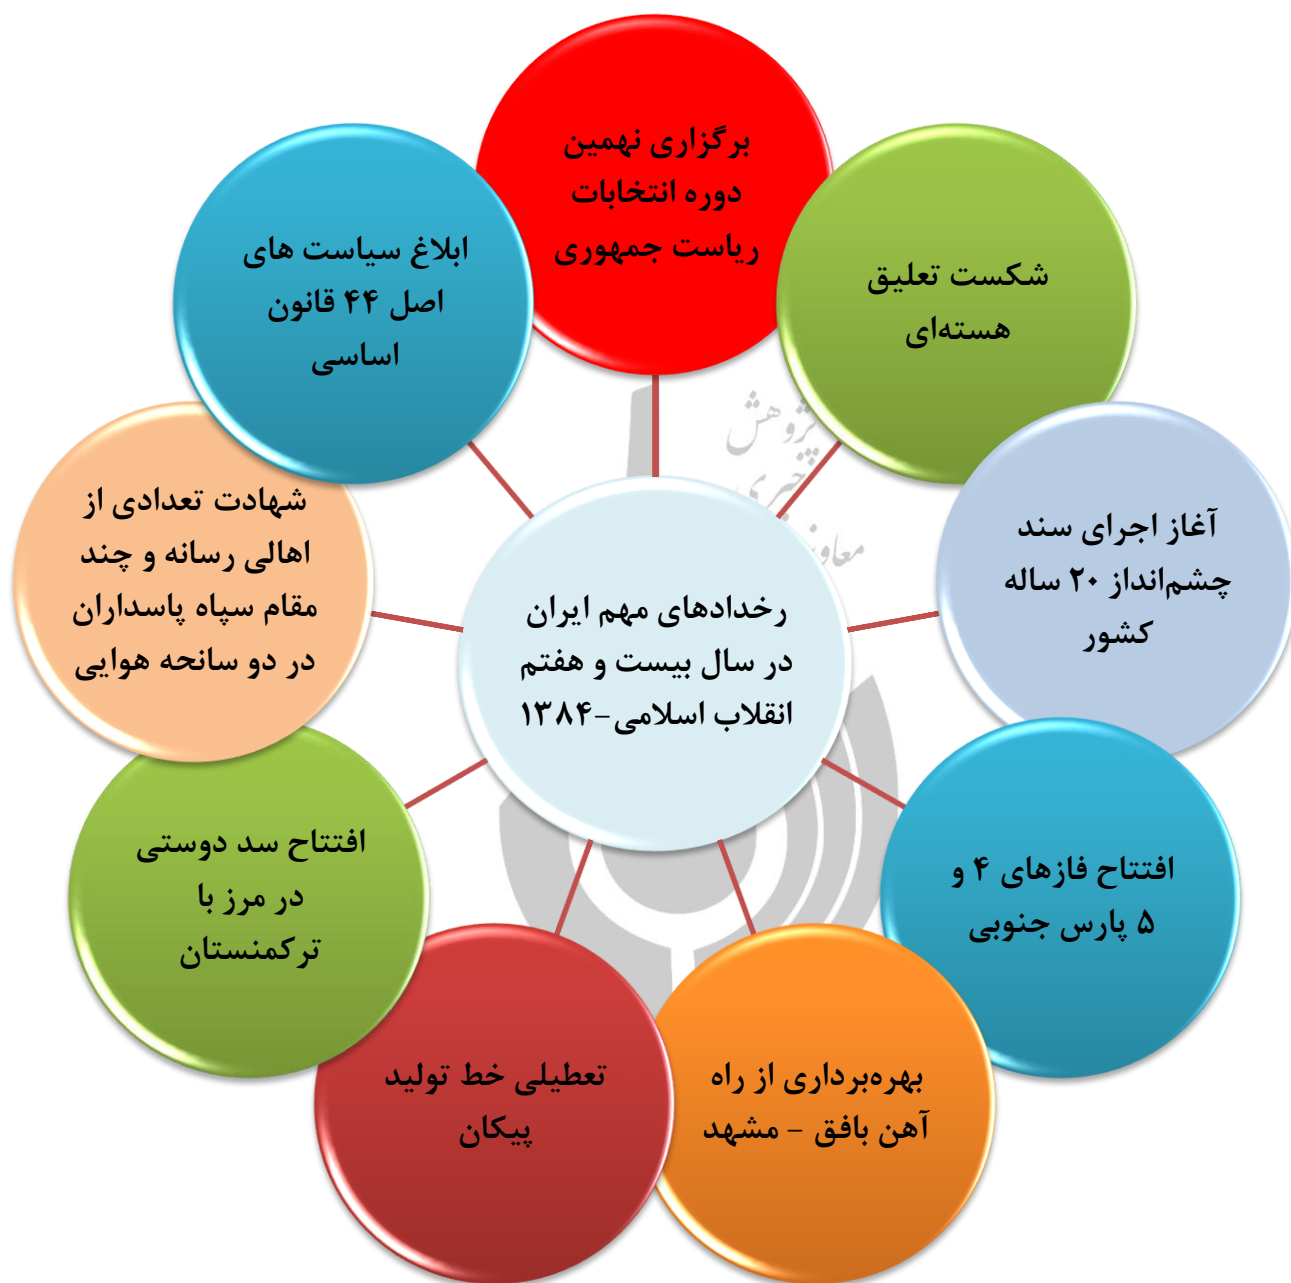 برگزاری نهمین
دوره انتخابات
ریاست جمهوری
شکست تعلیق
هسته‌ای
آغاز اجرای سند
چشم‌انداز ۲۰ ساله
کشور
افتتاح فازهای ۴ و
۵ پارس جنوبی
بهره‌برداری از راه
آهن بافق - مشهد
تعطیلی خط تولید
پیکان
افتتاح سد دوستی
در مرز با
ترکمنستان
شهادت تعدادی از
اهالی رسانه و چند
مقام سپاه پاسداران
در دو سانحه هوایی
ابلاغ سیاست های
اصل ۴۴ قانون
اساسی
رخدادهای مهم ایران
در سال بیست و هفتم
انقلاب اسلامی-۱۳۸۴
پژوهش
خبری